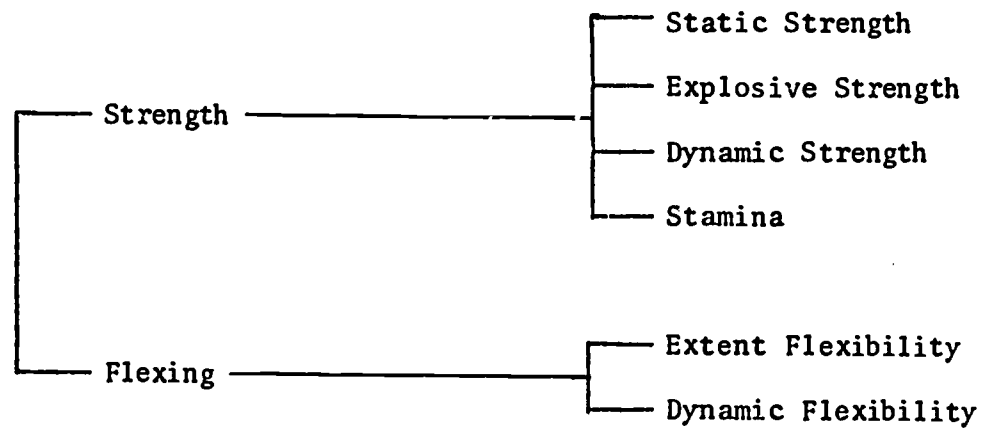 Static Strength
Explosive Strength
Strength
Dynamic Strength
Stamina
Extent Flexibility
Flexing
Dynamic Flexibility